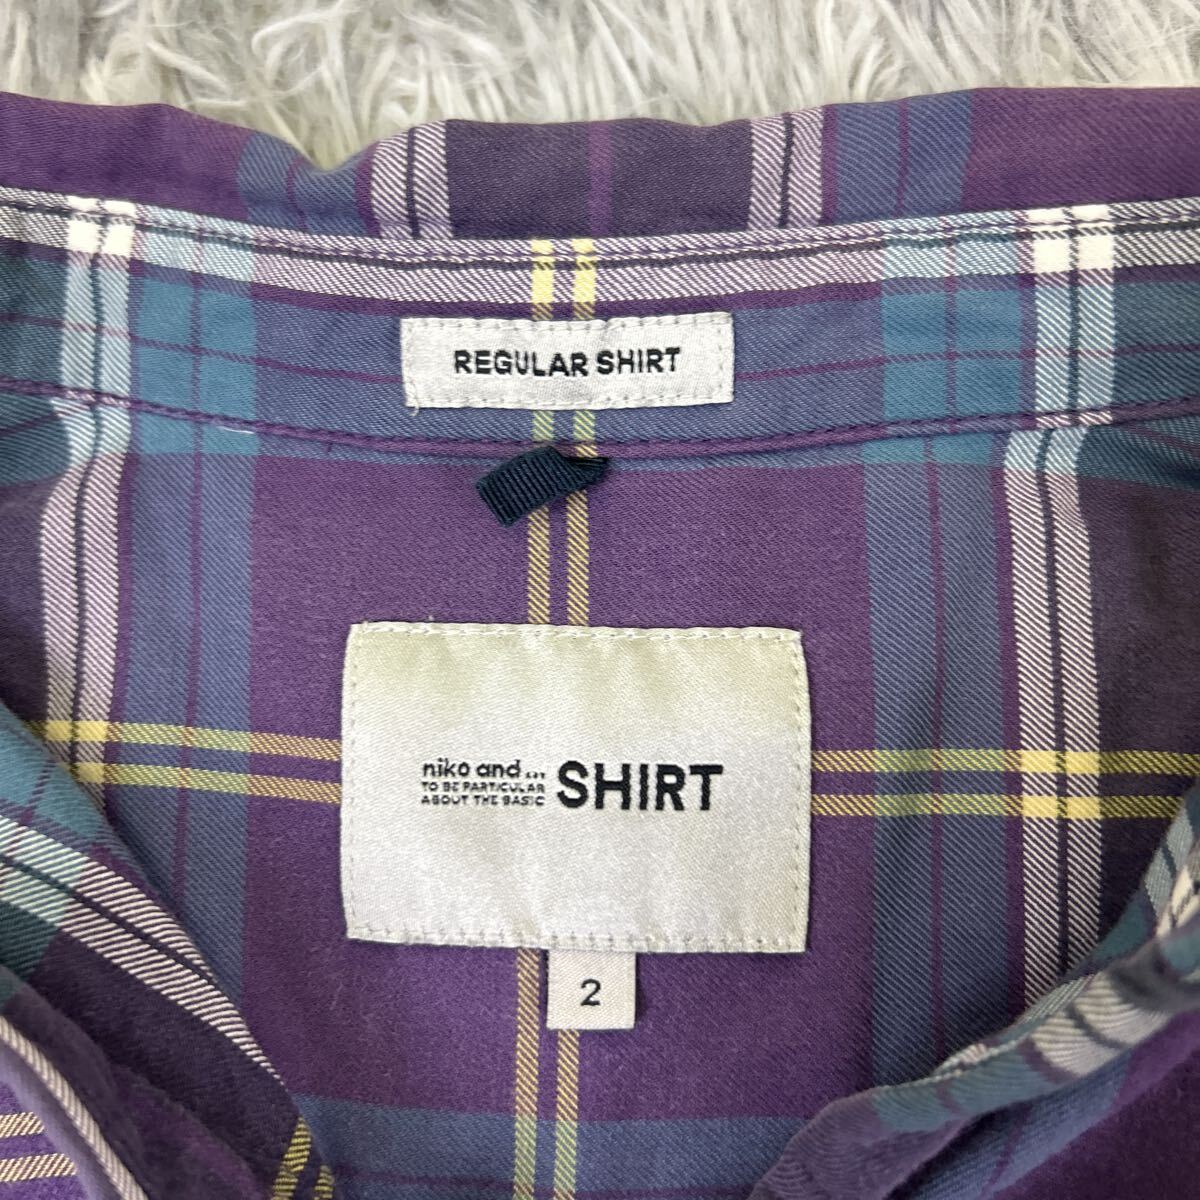 REGULAR SHIRT
niko and ...
TO BE PARTICULAR
ABOUT THE BASIC
SHIRT
2